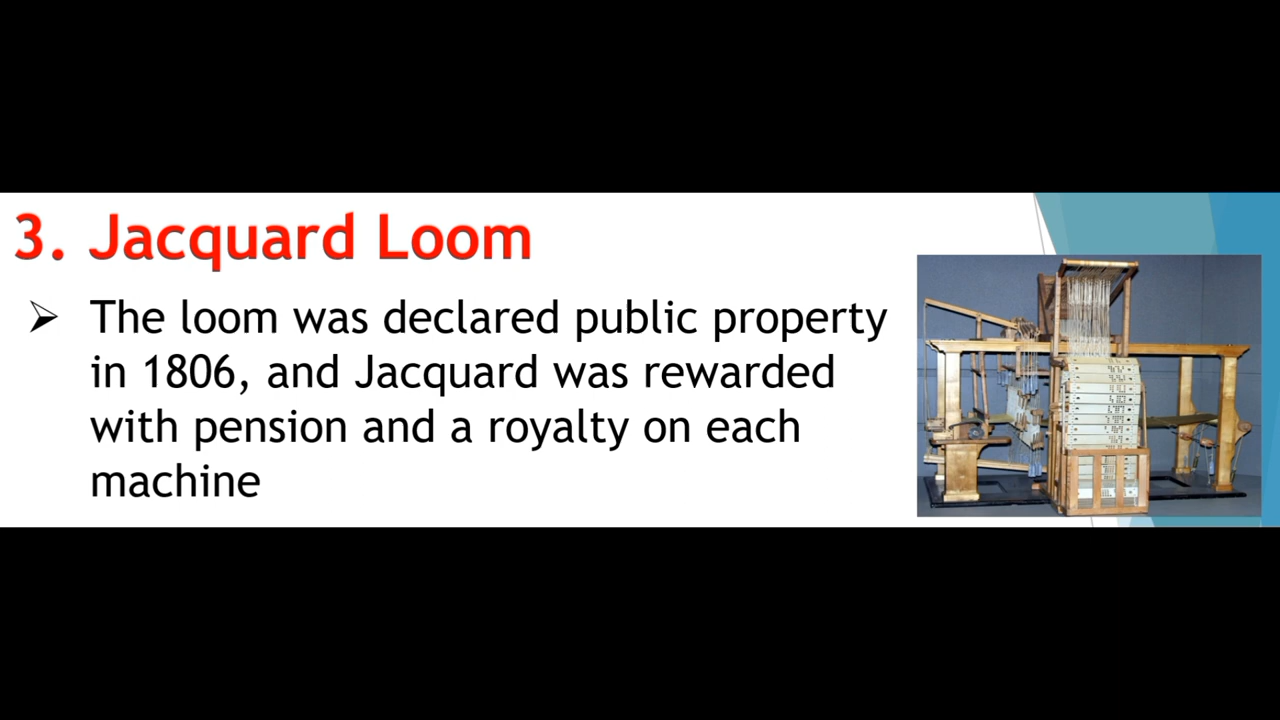 3. Jacquard Loom
➢ The loom was declared public property
in 1806, and Jacquard was rewarded
with pension and a royalty on each
machine